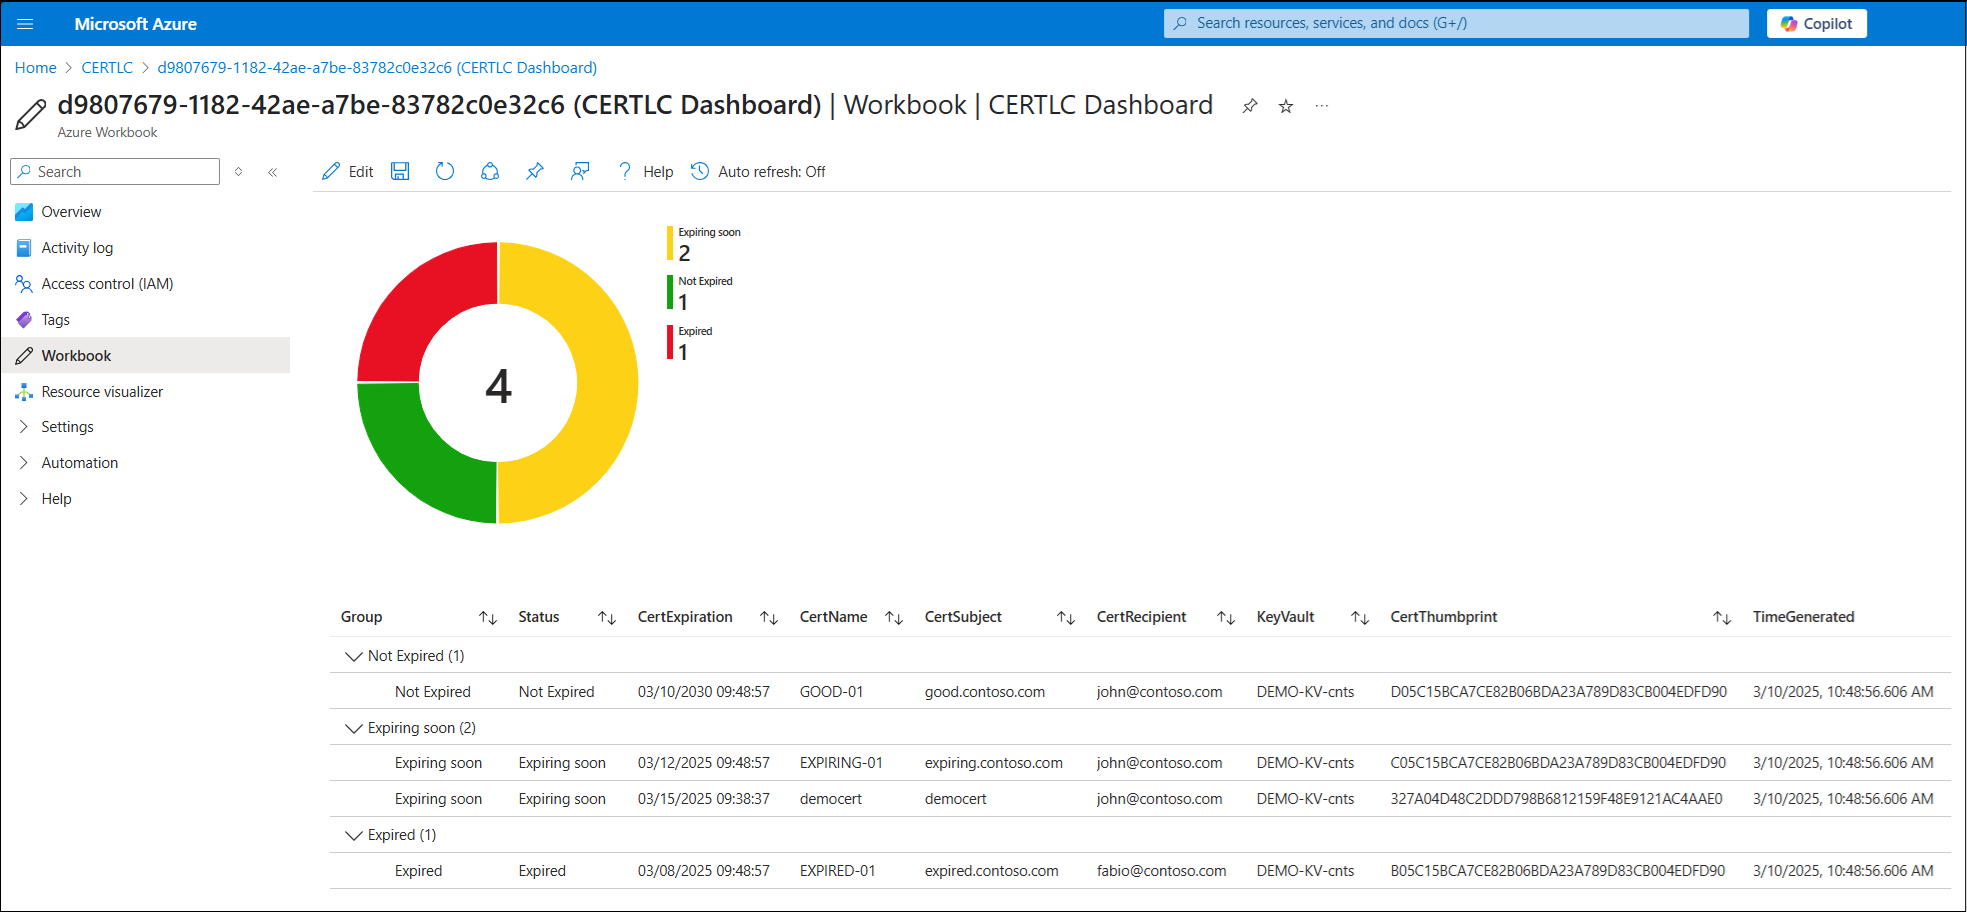 Microsoft Azure
Search resources, services, and docs (G+/)
Copilot
Home > CERTLC > d9807679-1182-42ae-a7be-83782c0e32c6 (CERTLC Dashboard)
d9807679-1182-42ae-a7be-83782c0e32c6 (CERTLC Dashboard) | Workbook | CERTLC Dashboard
Azure Workbook
Search
Edit
Help
Auto refresh: Off
Overview
Activity log
Access control (IAM)
Tags
Workbook
Resource visualizer
Settings
Automation
Help
4
Expiring soon
2
Not Expired
1
Expired
1
Group Status CertExpiration CertName CertSubject CertRecipient KeyVault CertThumbprint TimeGenerated
Not Expired (1)
Not Expired Not Expired 03/10/2030 09:48:57 GOOD-01 good.contoso.com john@contoso.com DEMO-KV-cnts D05C15BCA7CE82B06BDA23A789D83CB004EDFD90 3/10/2025, 10:48:56.606 AM
Expiring soon (2)
Expiring soon Expiring soon 03/12/2025 09:48:57 EXPIRING-01 expiring.contoso.com john@contoso.com DEMO-KV-cnts C05C15BCA7CE82B06BDA23A789D83CB004EDFD90 3/10/2025, 10:48:56.606 AM
Expiring soon Expiring soon 03/15/2025 09:38:37 democert democert john@contoso.com DEMO-KV-cnts 327A04D48C2DDD798B6812159F48E9121AC4AAE0 3/10/2025, 10:48:56.606 AM
Expired (1)
Expired Expired 03/08/2025 09:48:57 EXPIRED-01 expired.contoso.com fabio@contoso.com DEMO-KV-cnts B05C15BCA7CE82B06BDA23A789D83CB004EDFD90 3/10/2025, 10:48:56.606 AM